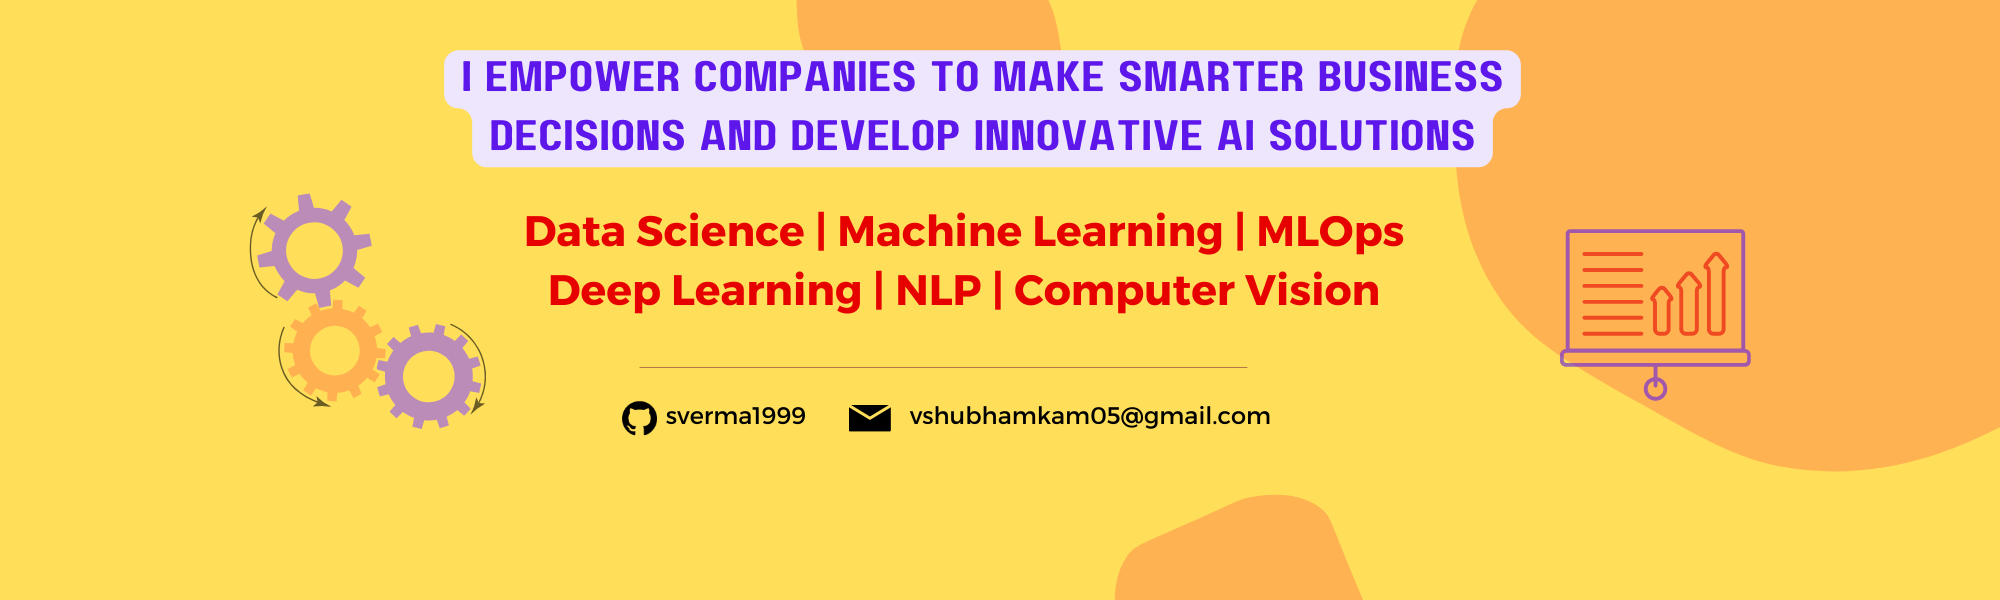 I EMPOWER COMPANIES TO MAKE SMARTER BUSINESS
DECISIONS AND DEVELOP INNOVATIVE AI SOLUTIONS
Data Science | Machine Learning | MLOps
Deep Learning | NLP | Computer Vision
sverma1999 vshubhamkam05@gmail.com